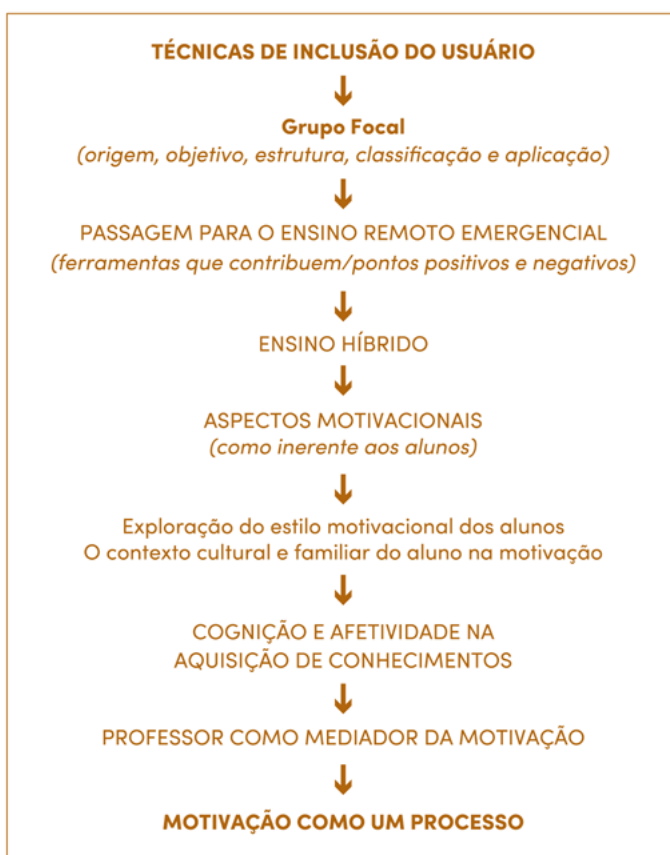 TÉCNICAS DE INCLUSÃO DO USUÁRIO
Grupo Focal
(origem, objetivo, estrutura, classificação e aplicação)
PASSAGEM PARA O ENSINO REMOTO EMERGENCIAL
(ferramentas que contribuem/pontos positivos e negativos)
ENSINO HÍBRIDO
ASPECTOS MOTIVACIONAIS
(como inerente aos alunos)
Exploração do estilo motivacional dos alunos
O contexto cultural e familiar do aluno na motivação
COGNIÇÃO E AFETIVIDADE NA
AQUISIÇÃO DE CONHECIMENTOS
PROFESSOR COMO MEDIADOR DA MOTIVAÇÃO
MOTIVAÇÃO COMO UM PROCESSO